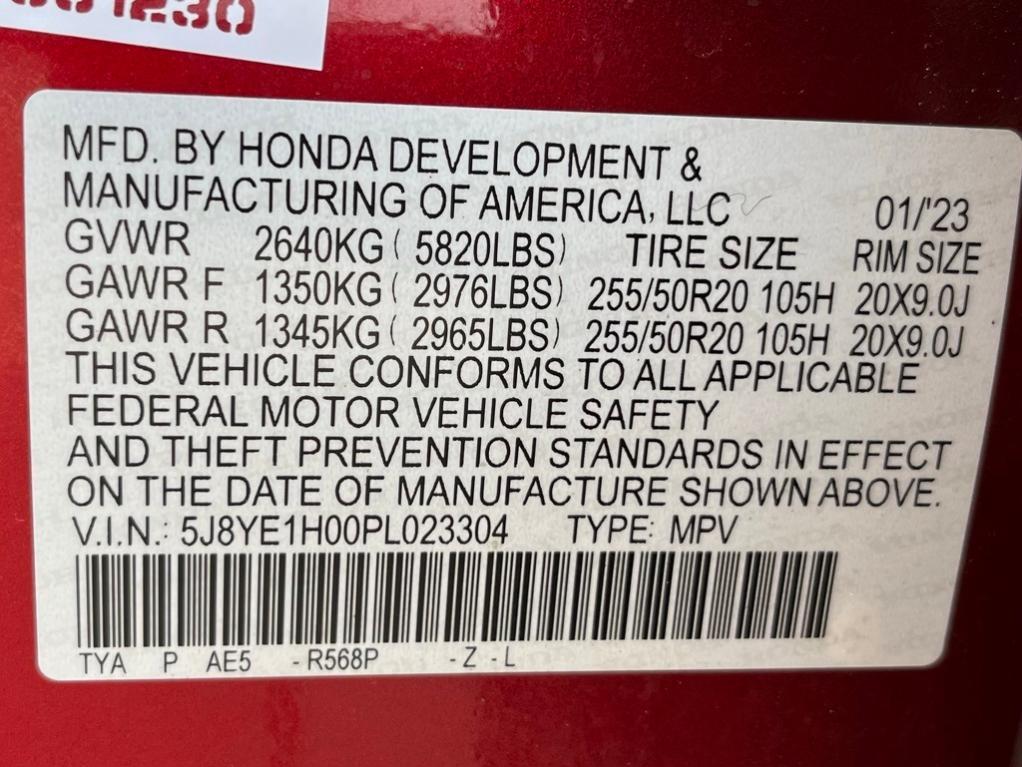 1230
MFD. BY HONDA DEVELOPMENT &
MANUFACTURING OF AMERICA, LLC 01/'23
GVWR 2640KG ( 5820LBS) TIRE SIZE RIM SIZE
GAWR F 1350KG ( 2976LBS) 255/50R20 105H 20X9.0J
GAWR R 1345KG ( 2965LBS) 255/50R20 105H 20X9.0J
THIS VEHICLE CONFORMS TO ALL APPLICABLE
FEDERAL MOTOR VEHICLE SAFETY
AND THEFT PREVENTION STANDARDS IN EFFECT
ON THE DATE OF MANUFACTURE SHOWN ABOVE.
V.I.N.: 5J8YE1H00PL023304 TYPE: MPV
TYA P AE5 -R568P -Z -L